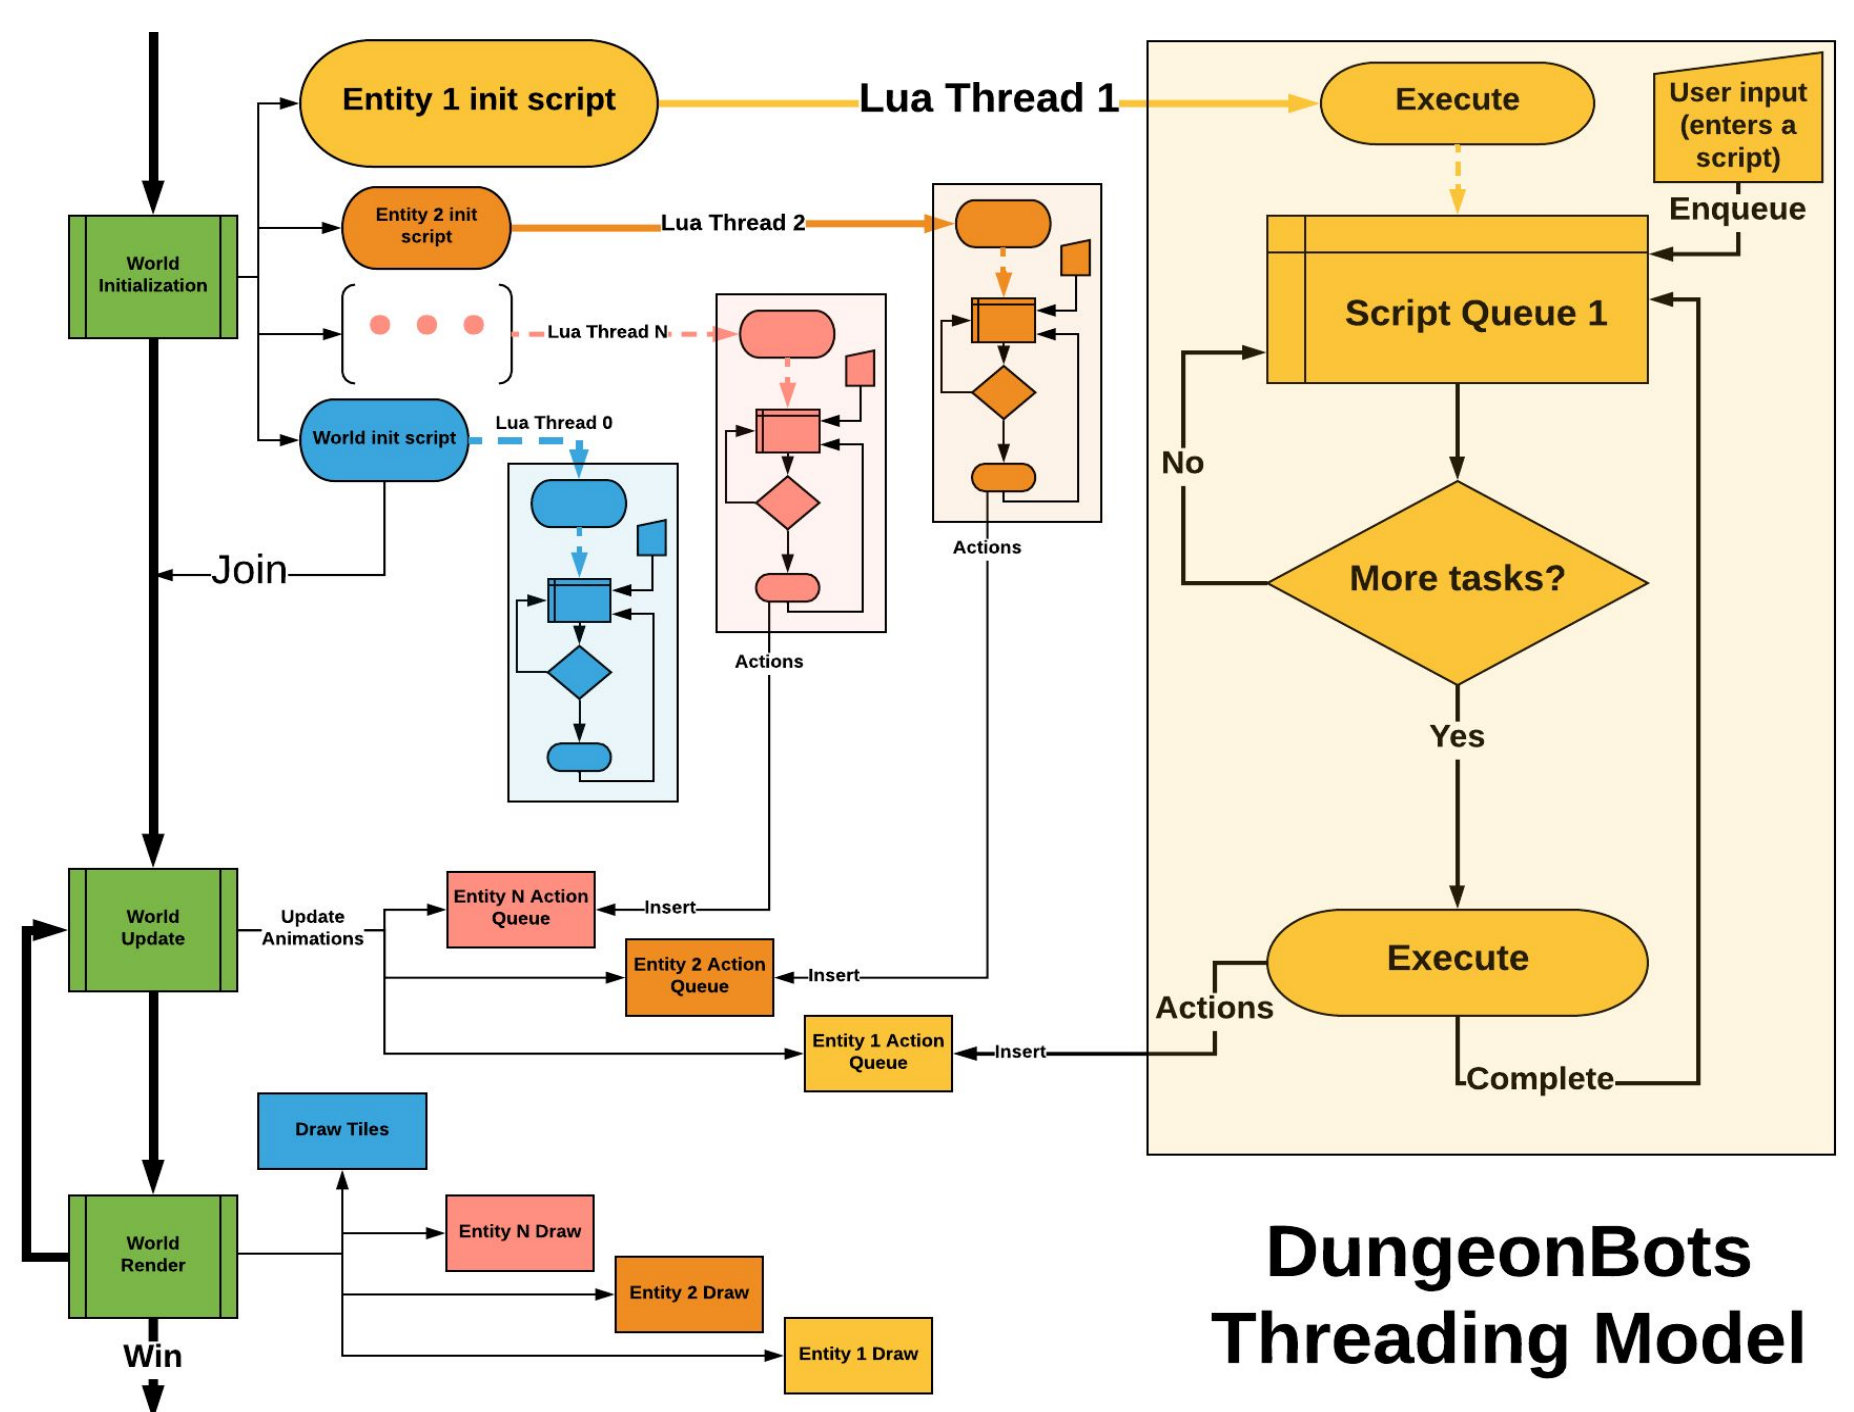 Entity 1 init script
Lua Thread 1
Execute
User input
(enters a
script)
Enqueue
Entity 2 init
script
Lua Thread 2
World
Initialization
Lua Thread N
Script Queue 1
World init script
Lua Thread 0
No
Join
Actions
More tasks?
Actions
Yes
World
Update
Update
Animations
Entity N Action
Queue
Insert
Entity 2 Action
Queue
Insert
Execute
Actions
Entity 1 Action
Queue
Insert
Complete
Draw Tiles
World
Render
Entity N Draw
Entity 2 Draw
Entity 1 Draw
Win
DungeonBots
Threading Model